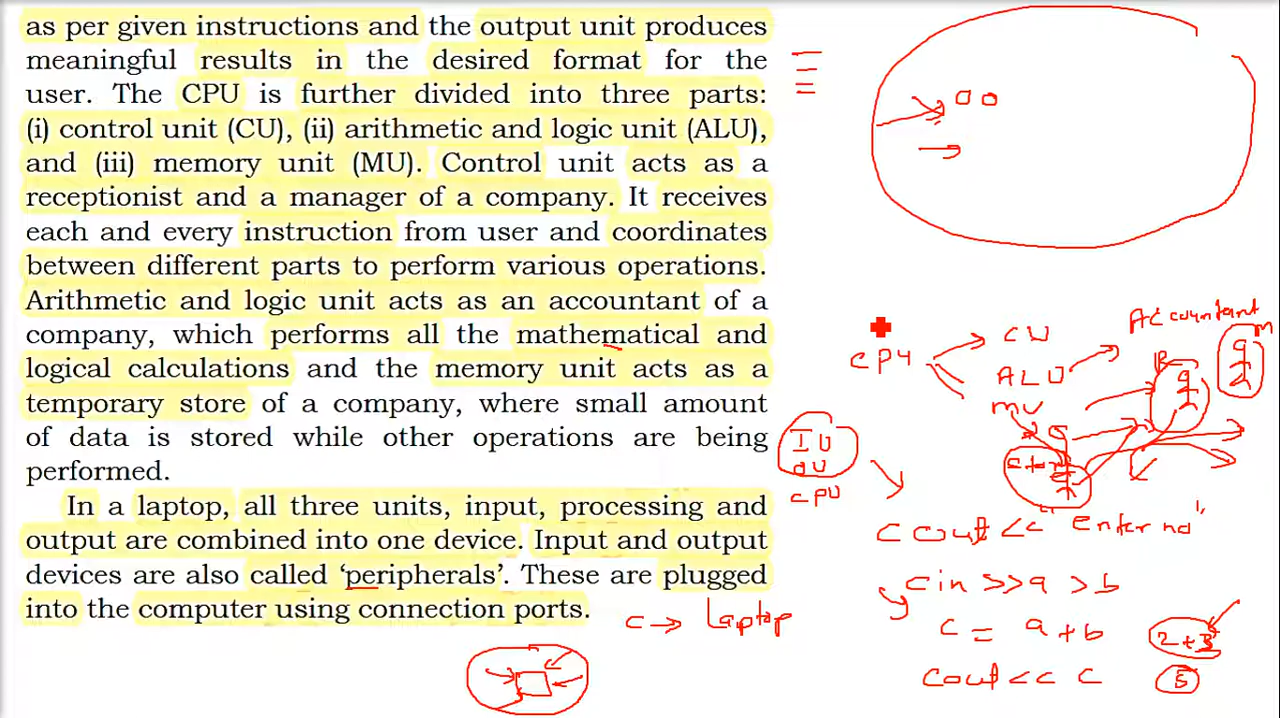 as per given instructions and the output unit produces
meaningful results in the desired format for the
user. The CPU is further divided into three parts:
(i) control unit (CU), (ii) arithmetic and logic unit (ALU),
and (iii) memory unit (MU). Control unit acts as a
receptionist and a manager of a company. It receives
each and every instruction from user and coordinates
between different parts to perform various operations.
Arithmetic and logic unit acts as an accountant of a
company, which performs all the mathematical and
logical calculations and the memory unit acts as a
temporary store of a company, where small amount
of data is stored while other operations are being
performed.
In a laptop, all three units, input, processing and
output are combined into one device. Input and output
devices are also called ‘peripherals’. These are plugged
into the computer using connection ports.
C → Laptop
CPU
CU
ALU
Accountant
MU
IU
OU
CPU
C cout << "enter no"
cin >> a > b
c = a + b
2 + 3
cout << c
5